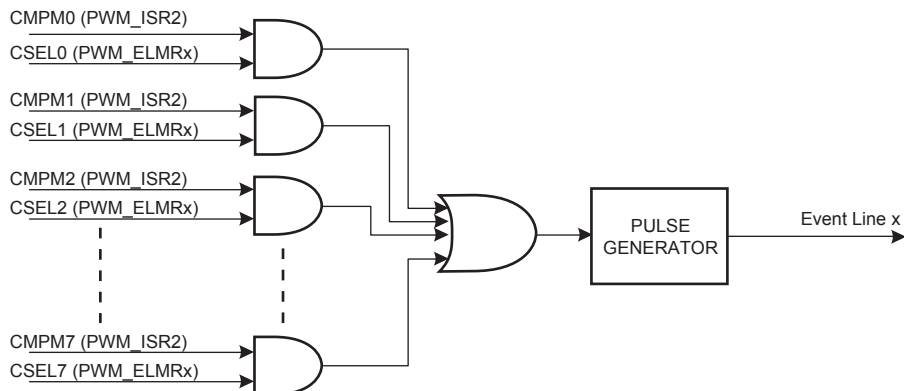 CMPM0 (PWM_ISR2)
CSEL0 (PWM_ELMRx)
CMPM1 (PWM_ISR2)
CSEL1 (PWM_ELMRx)
CMPM2 (PWM_ISR2)
CSEL2 (PWM_ELMRx)
CMPM7 (PWM_ISR2)
CSEL7 (PWM_ELMRx)
PULSE
GENERATOR
Event Line x